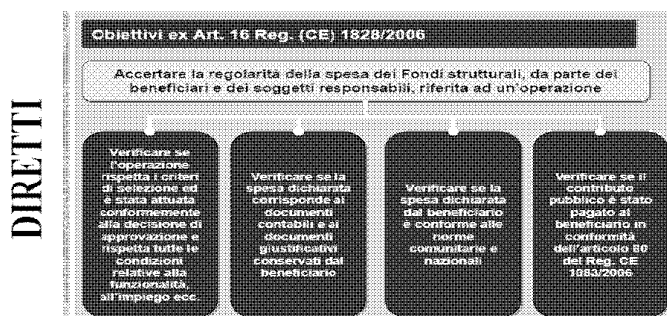 DIRETTI
Obiettivi ex Art. 16 Reg. (CE) 1828/2006
Accertare la regolarità della spesa dei Fondi strutturali, da parte dei
beneficiari e dei soggetti responsabili, riferita ad un'operazione
Verificare se
l'operazione
rispetta i criteri
di selezione ed
è stata attuata
conformemente
alla decisione di
approvazione e
rispetta tutte le
condizioni
relative alla
funzionalità,
all'impiego ecc.
Verificare se la
spesa dichiarata
corrisponde ai
documenti
contabili e ai
documenti
giustificativi
conservati dal
beneficiario
Verificare se la
spesa dichiarata
dal beneficiario
è conforme alle
norme
comunitarie e
nazionali
Verificare se il
contributo
pubblico è stato
pagato al
beneficiario in
conformità
dell'articolo 80
del Reg. CE
1083/2006